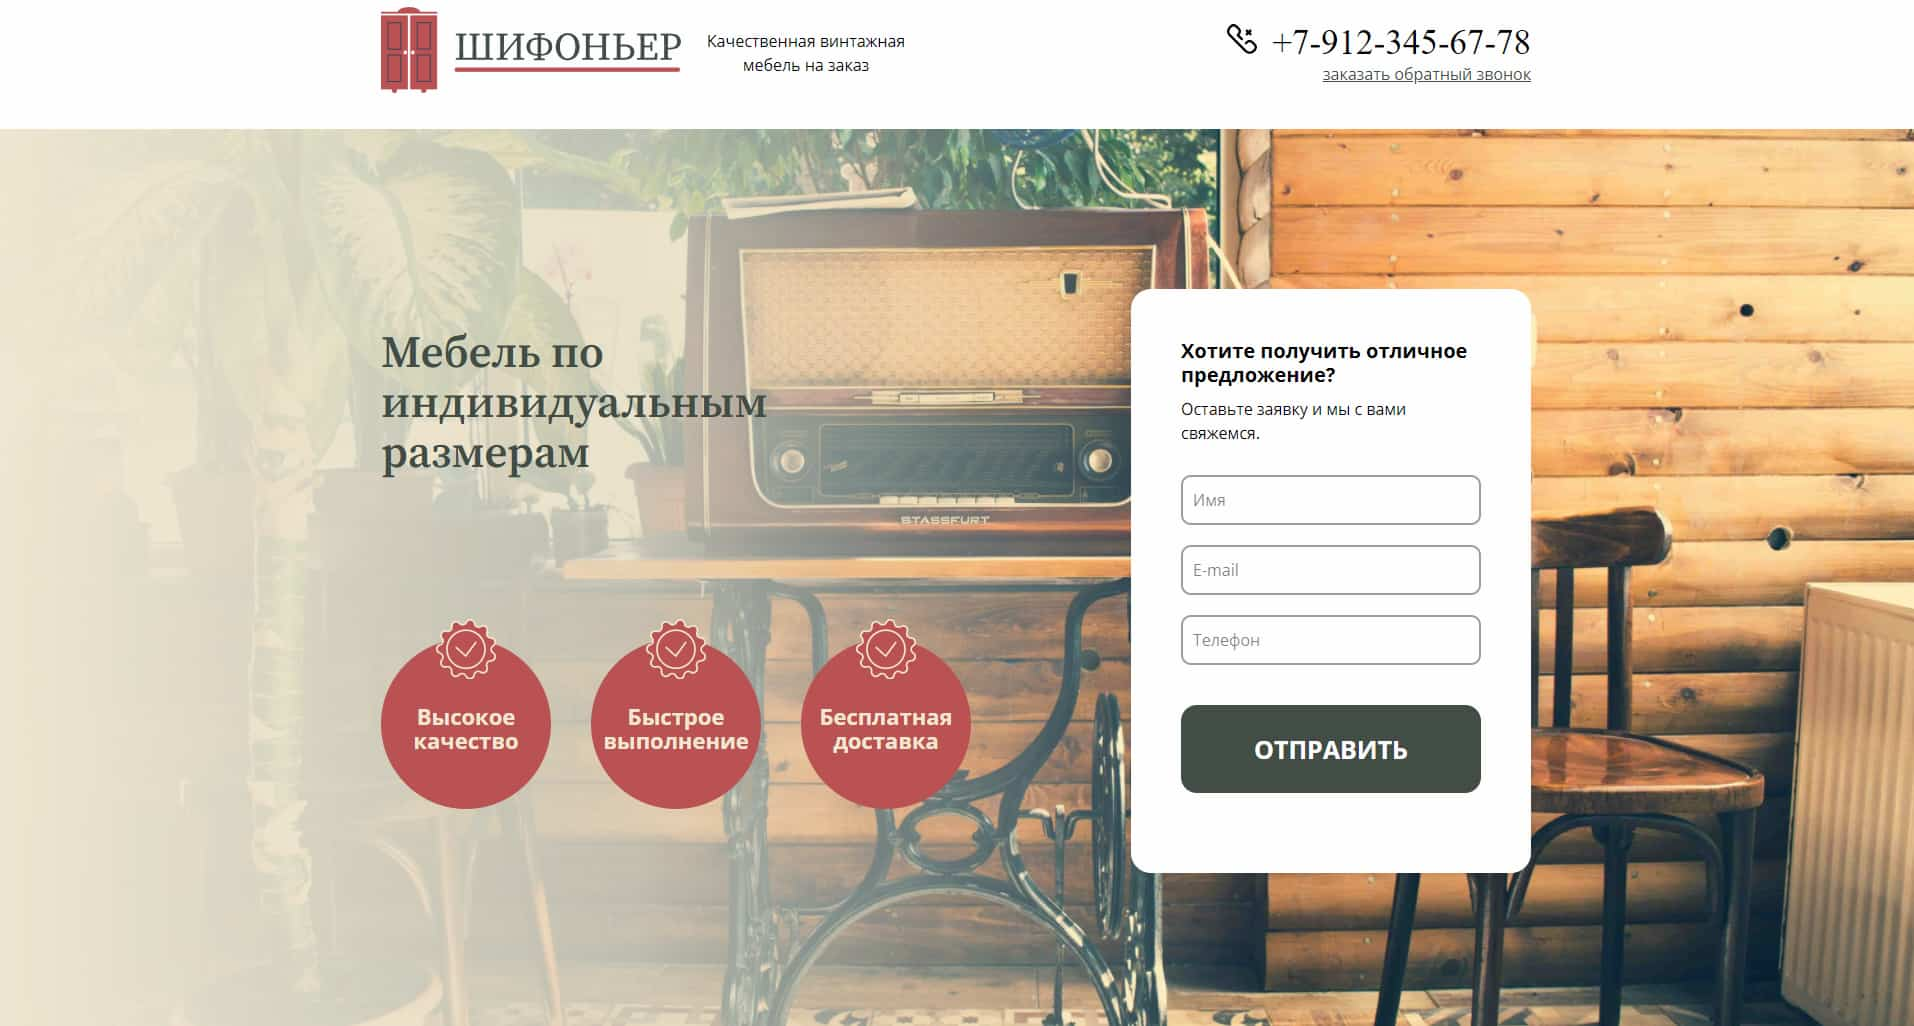 ШИФОНЬЕР
Качественная винтажная
мебель на заказ
+7-912-345-67-78
заказать обратный звонок
Мебель по
индивидуальным
размерам
STASSFURT
Высокое
качество
Быстрое
выполнение
Бесплатная
доставка
Хотите получить отличное
предложение?
Оставьте заявку и мы с вами
свяжемся.
Имя
E-mail
Телефон
ОТПРАВИТЬ